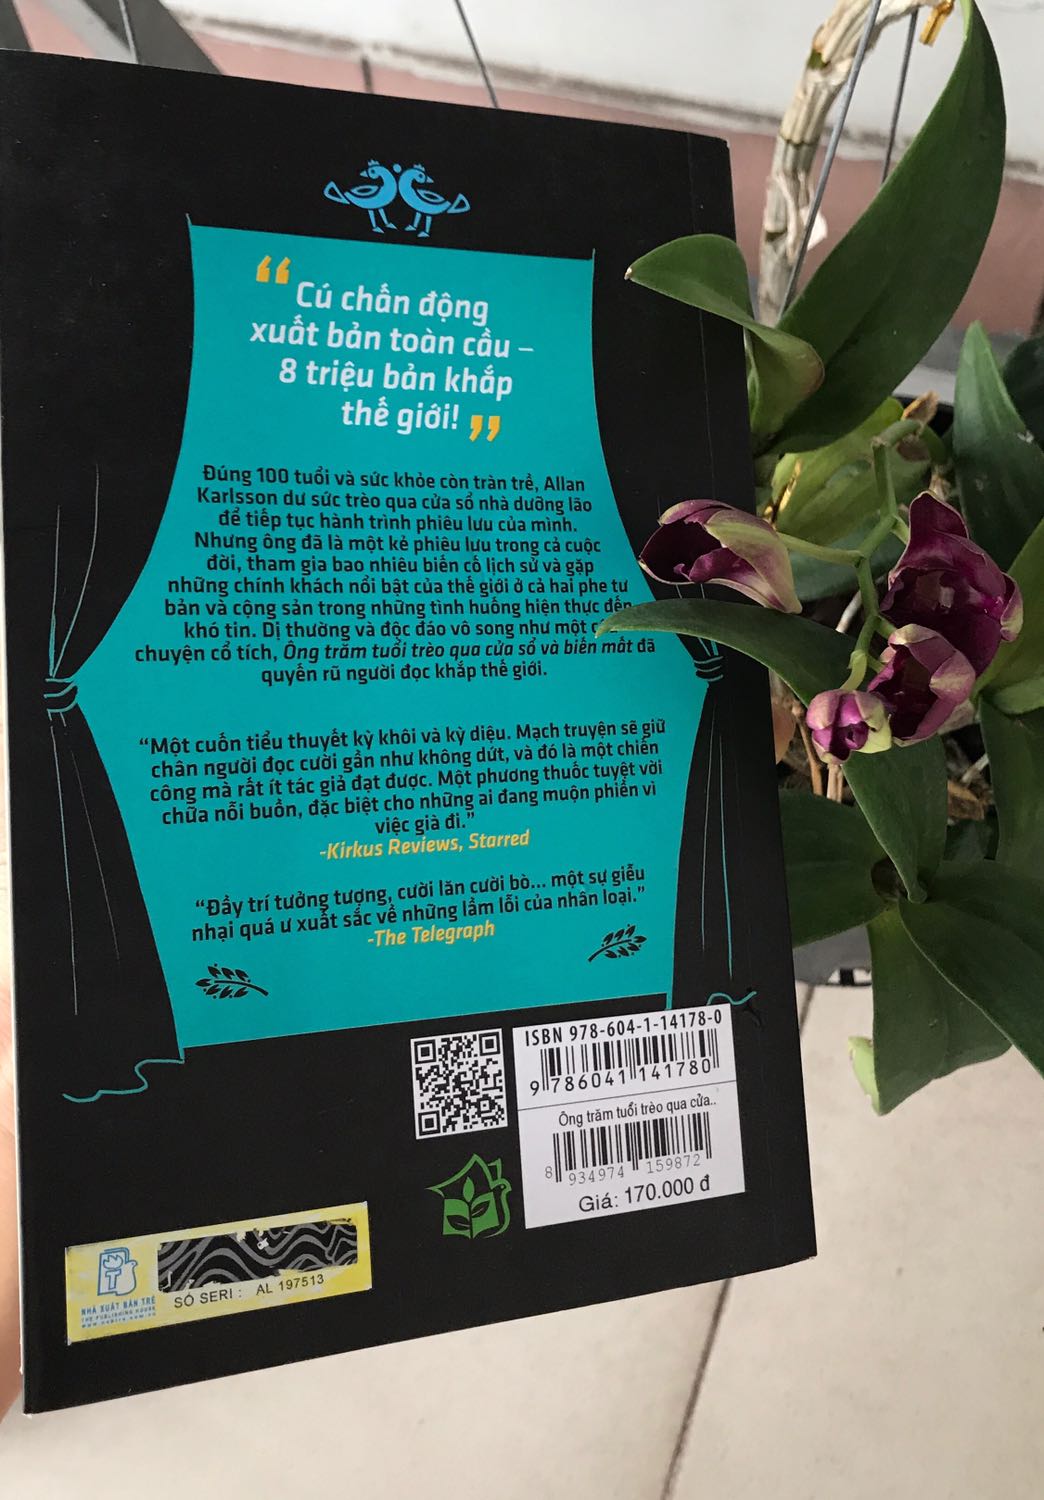 “Cú chấn động
xuất bản toàn cầu –
8 triệu bản khắp
thế giới!”
Đúng 100 tuổi và sức khỏe còn tràn trề, Allan
Karlsson dư sức trèo qua cửa sổ nhà dưỡng lão
để tiếp tục hành trình phiêu lưu của mình.
Nhưng ông đã là một kẻ phiêu lưu trong cả cuộc
đời, tham gia bao nhiêu biến cố lịch sử và gặp
những chính khách nổi bật của thế giới ở cả hai phe tư
bản và cộng sản trong những tình huống hiện thực đến
khó tin. Dị thường và độc đáo vô song như một
chuyện cổ tích, Ông trăm tuổi trèo qua cửa sổ và biến mất đã
quyến rũ người đọc khắp thế giới.
“Một cuốn tiểu thuyết kỳ khôi và kỳ diệu. Mạch truyện sẽ giữ
chân người đọc cười gần như không dứt, và đó là một chiến
công mà rất ít tác giả đạt được. Một phương thuốc tuyệt vời
chữa nỗi buồn, đặc biệt cho những ai đang muộn phiền vì
việc già đi.”
-Kirkus Reviews, Starred
“Đầy trí tưởng tượng, cười lăn cười bò... một sự giễu
nhại quá ư xuất sắc về những lầm lỗi của nhân loại.”
-The Telegraph
ISBN 978-604-1-14178-0
9 786041 141780
Ông trăm tuổi trèo qua cửa..
8 934974 159872
Giá: 170.000 đ
NHÀ XUẤT BẢN TRẺ
THE PUBLISHING HOUSE
SỐ SERI : AL 197513